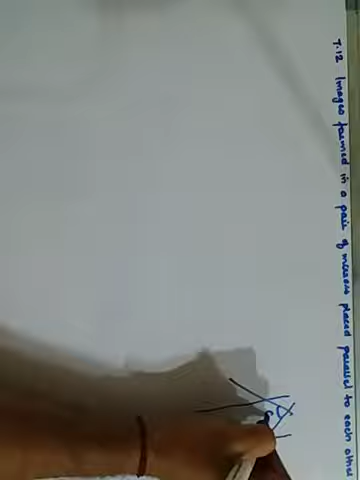 7.12 Images formed in a pair of mirrors placed parallel to each other